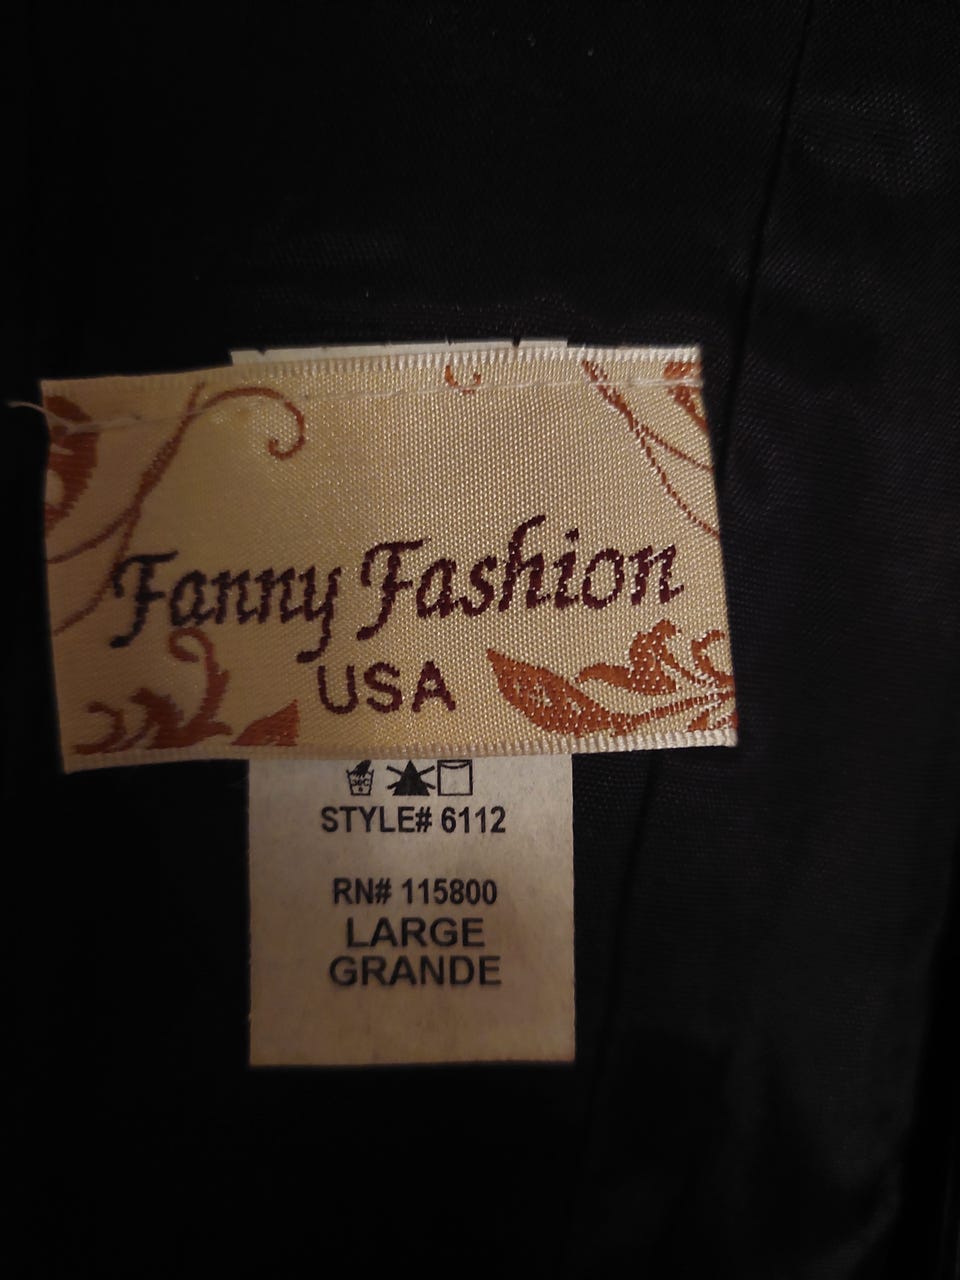 Fanny Fashion
USA
STYLE# 6112
RN# 115800
LARGE
GRANDE